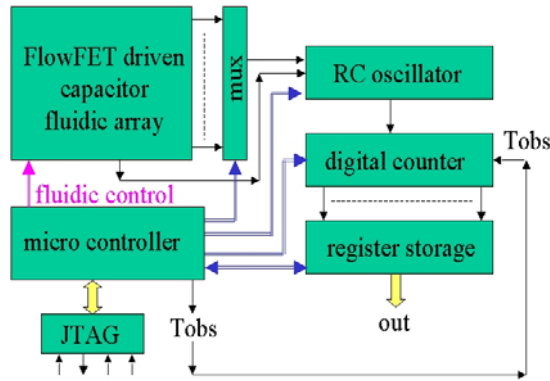 FlowFET driven
capacitor
fluidic array
mux
RC oscillator
Tobs
digital counter
fluidic control
micro controller
register storage
Tobs
out
JTAG